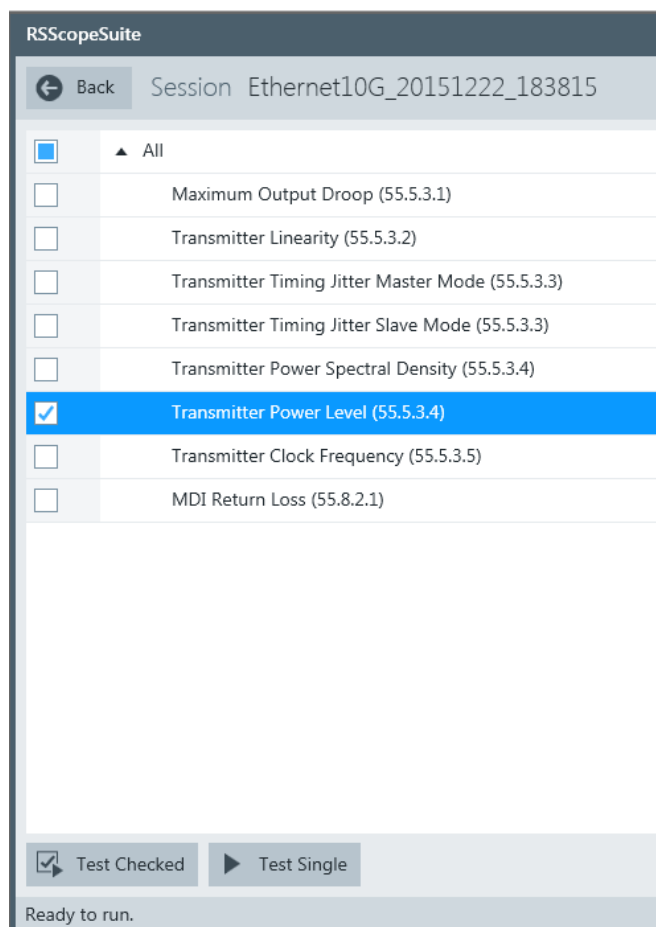 RSScopeSuite
Back Session Ethernet10G_20151222_183815
All
Maximum Output Droop (55.5.3.1)
Transmitter Linearity (55.5.3.2)
Transmitter Timing Jitter Master Mode (55.5.3.3)
Transmitter Timing Jitter Slave Mode (55.5.3.3)
Transmitter Power Spectral Density (55.5.3.4)
Transmitter Power Level (55.5.3.4)
Transmitter Clock Frequency (55.5.3.5)
MDI Return Loss (55.8.2.1)
Test Checked Test Single
Ready to run.